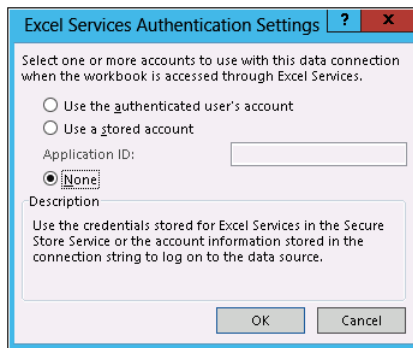 Excel Services Authentication Settings ? x
Select one or more accounts to use with this data connection
when the workbook is accessed through Excel Services.
Use the authenticated user's account
Use a stored account
Application ID:
None
Description
Use the credentials stored for Excel Services in the Secure
Store Service or the account information stored in the
connection string to log on to the data source.
OK Cancel